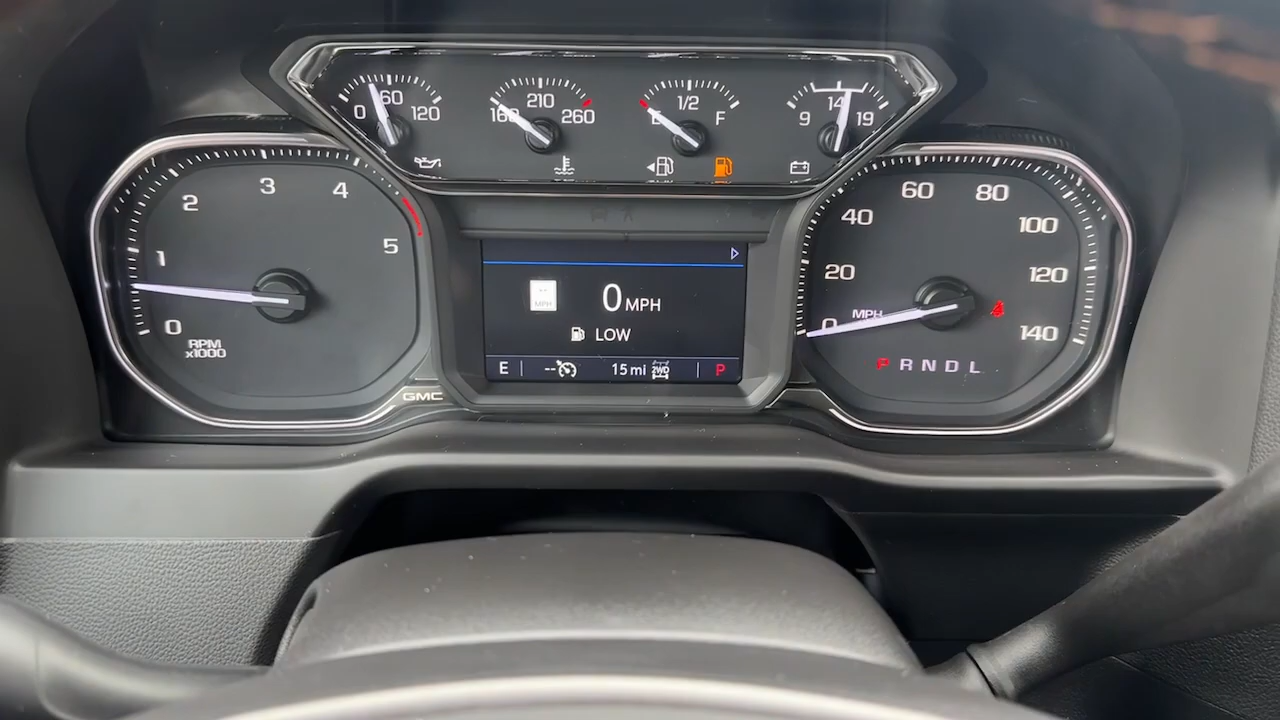 0 60 120
160 210 260
E 1/2 F
9 14 19
0 1 2 3 4 5
RPM
x1000
GMC
MPH
0 MPH
LOW
E -- 15 mi 2WD P
0 20 40 60 80 100 120 140
MPH
P R N D L